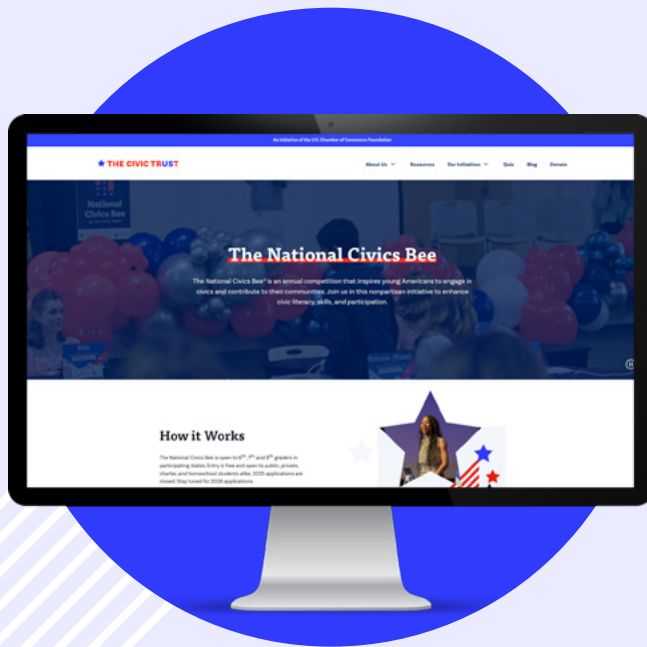 An initiative of the U.S. Chamber of Commerce Foundation
★ THE CIVIC TRUST
About Us
Resources
Our Initiatives
Quiz
Blog
Donate
National
Civics Bee
The National Civics Bee
The National Civics Bee® is an annual competition that inspires young Americans to engage in
civics and contribute to their communities. Join us in this nonpartisan initiative to enhance
civic literacy, skills, and participation.
How it Works
The National Civics Bee is open to 6th, 7th and 8th graders in
participating states. Entry is free and open to public, private,
charter, and homeschool students alike. 2025 applications are
closed. Stay tuned for 2026 applications.